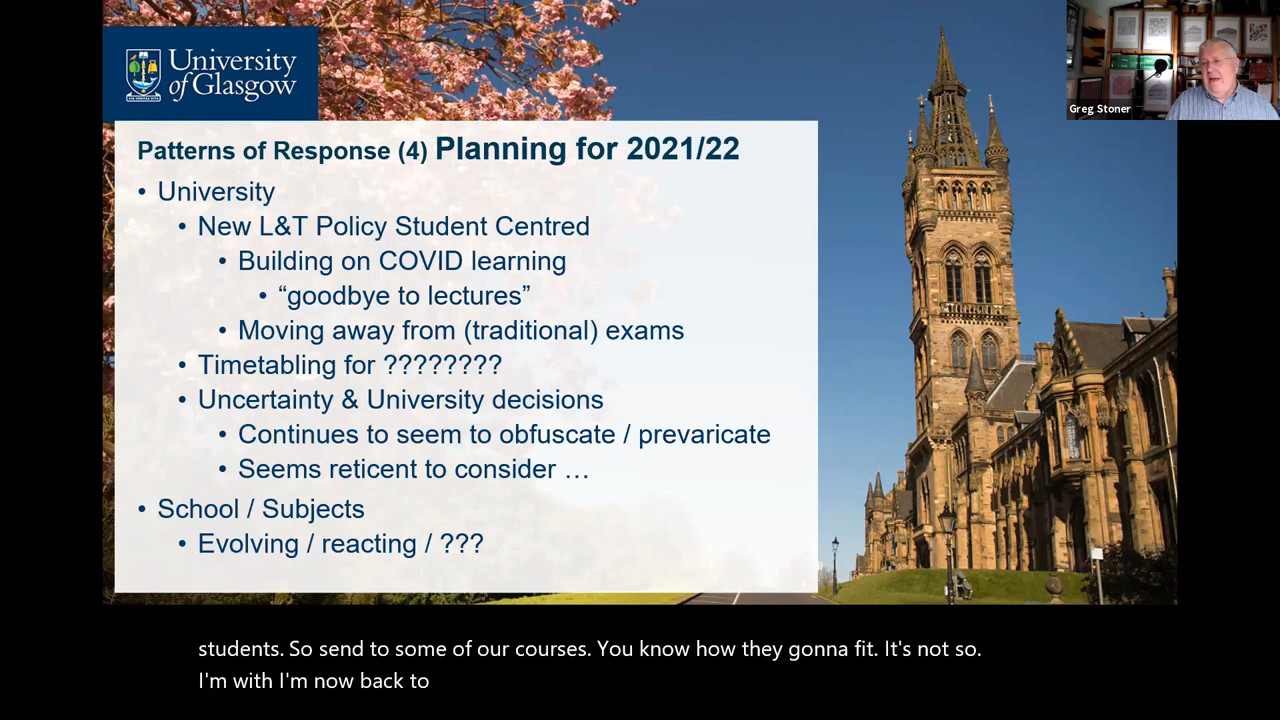 University
of Glasgow
Greg Stoner
Patterns of Response (4) Planning for 2021/22
• University
• New L&T Policy Student Centred
• Building on COVID learning
• “goodbye to lectures”
• Moving away from (traditional) exams
• Timetabling for ????????
• Uncertainty & University decisions
• Continues to seem to obfuscate / prevaricate
• Seems reticent to consider …
• School / Subjects
• Evolving / reacting / ???
students. So send to some of our courses. You know how they gonna fit. It's not so.
I'm with I'm now back to